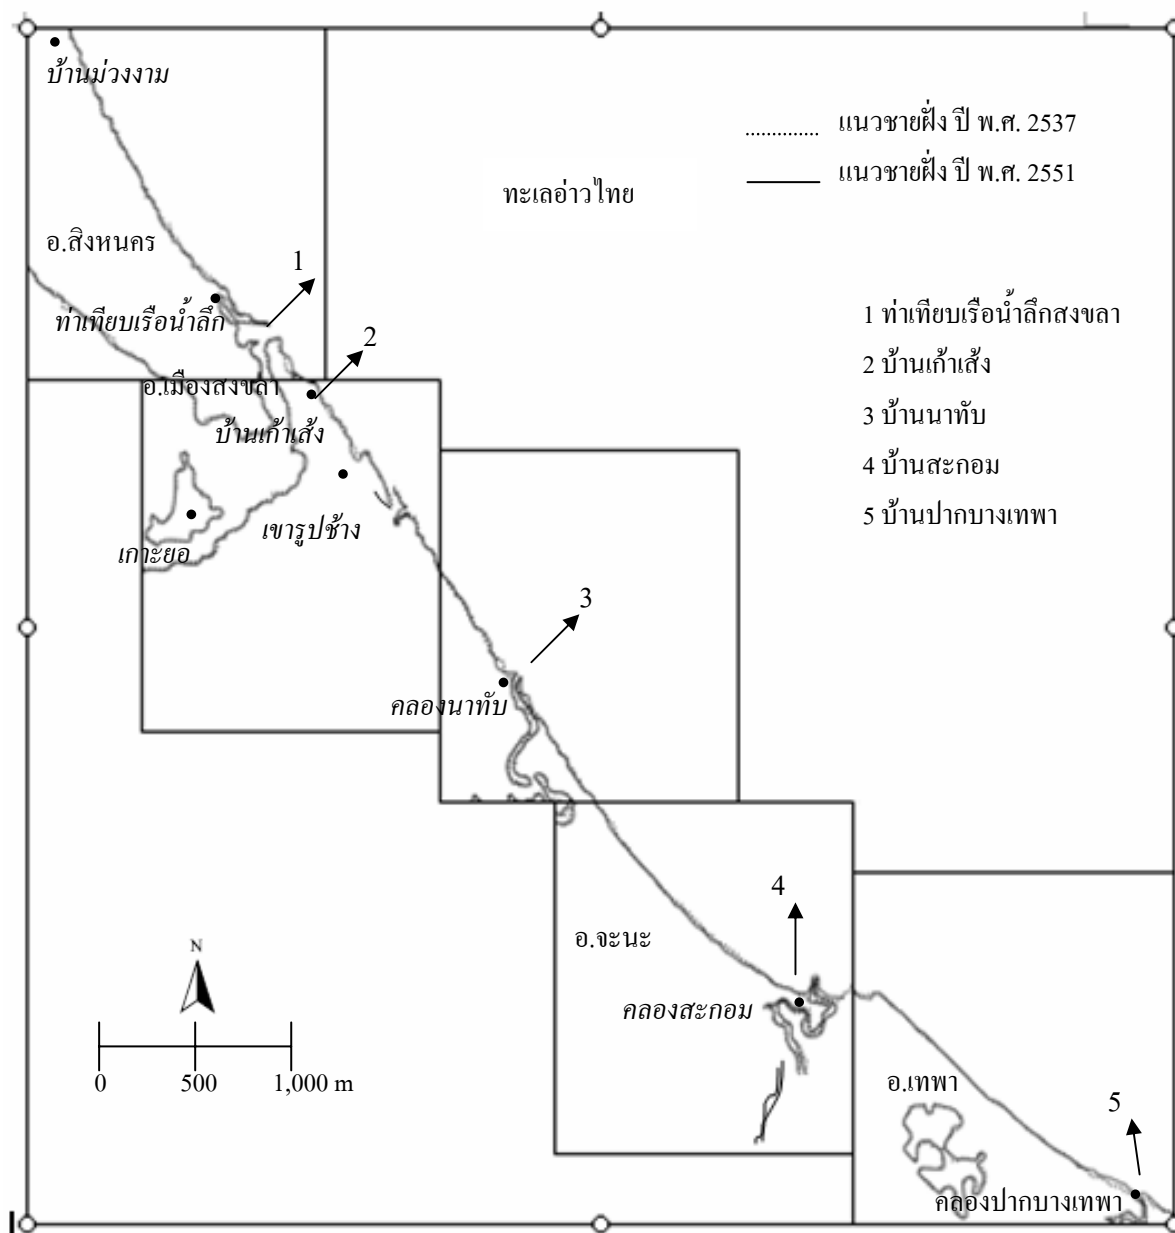 บ้านม่วงงาม
แนวชายฝั่ง ปี พ.ศ. 2537
แนวชายฝั่ง ปี พ.ศ. 2551
ทะเลอ่าวไทย
อ.สิงหนคร
1
ท่าเทียบเรือน้ำลึก
1 ท่าเทียบเรือน้ำลึกสงขลา
2
2 บ้านเก้าเส้ง
อ.เมืองสงขลา
บ้านเก้าเส้ง
3 บ้านนาทับ
4 บ้านสะกอม
5 บ้านปากบางเทพา
เขารูปช้าง
เกาะยอ
3
คลองนาทับ
4
อ.จะนะ
N
คลองสะกอม
0 500 1,000 m
อ.เทพา
5
คลองปากบางเทพา